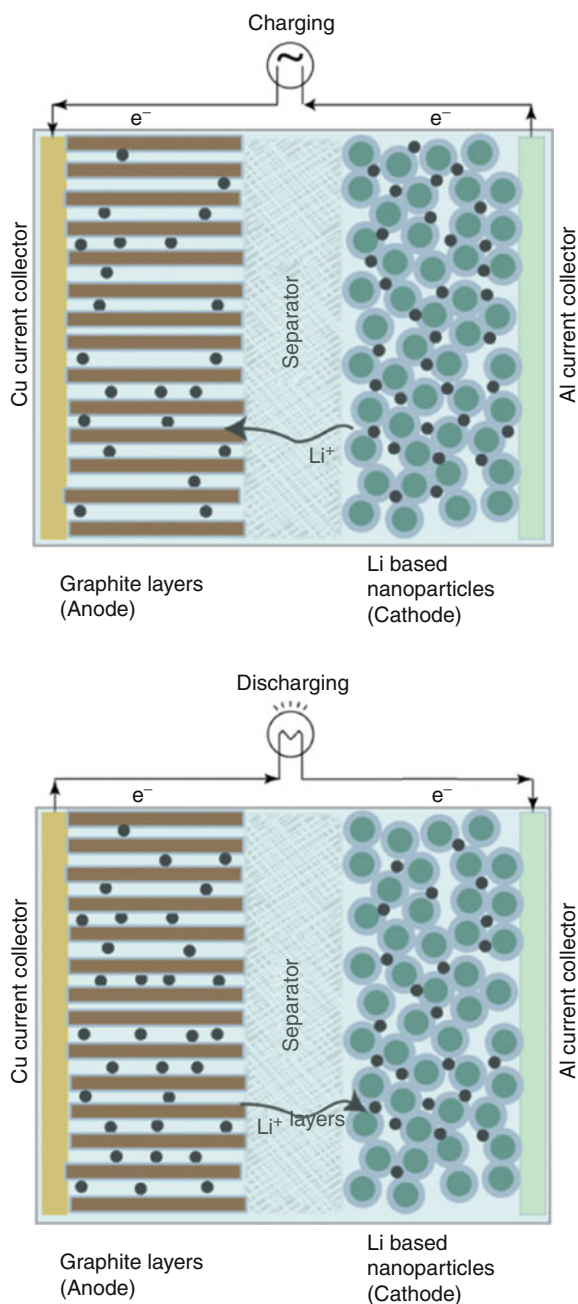 Charging
~
e⁻
e⁻
Cu current collector
Separator
Al current collector
Li⁺
Graphite layers
(Anode)
Li based
nanoparticles
(Cathode)
Discharging
e⁻
e⁻
Cu current collector
Separator
Al current collector
Li⁺ layers
Graphite layers
(Anode)
Li based
nanoparticles
(Cathode)